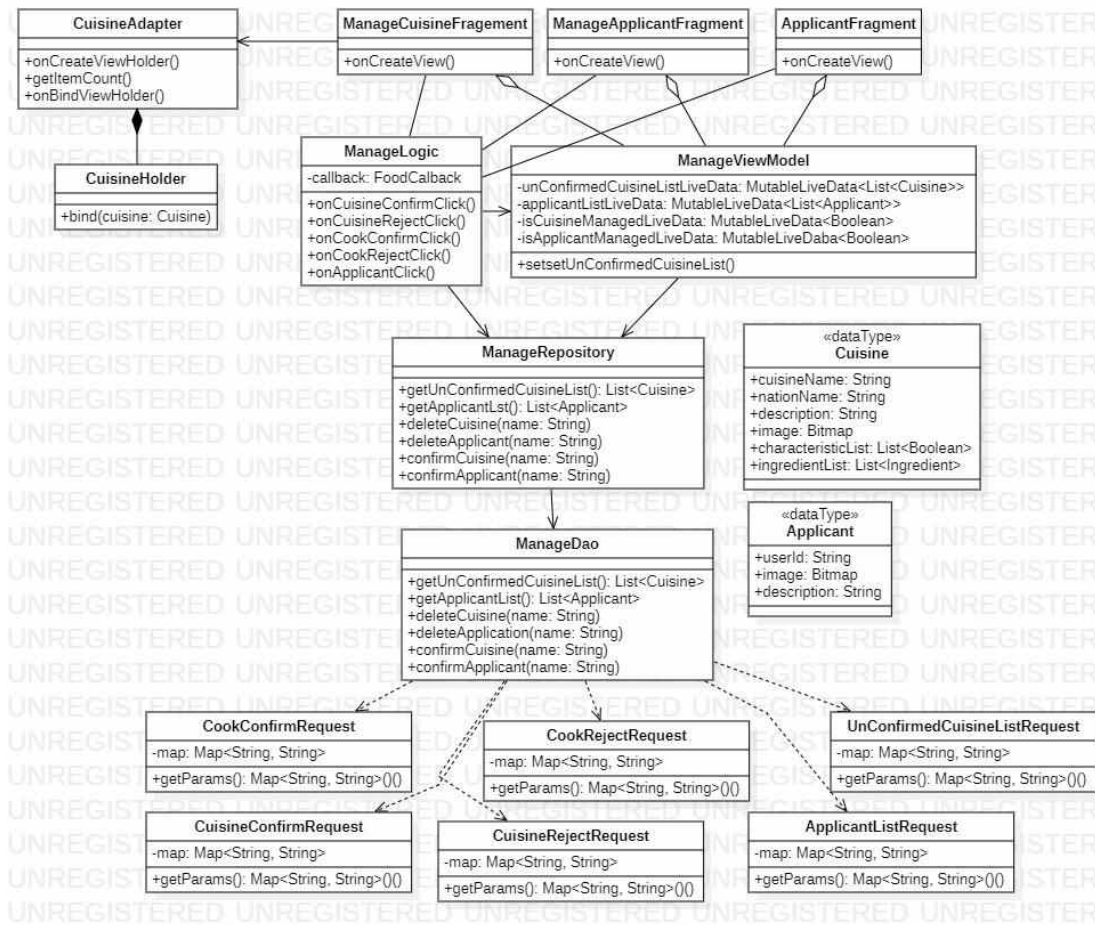 CuisineAdapter
+onCreateViewHolder()
+getItemCount()
+onBindViewHolder()
ManageCuisineFragement
+onCreateView()
ManageApplicantFragment
+onCreateView()
ApplicantFragment
+onCreateView()
CuisineHolder
+bind(cuisine: Cuisine)
ManageLogic
-callback: FoodCalback
+onCuisineConfirmClick()
+onCuisineRejectClick()
+onCookConfirmClick()
+onCookRejectClick()
+onApplicantClick()
ManageViewModel
-unConfirmedCuisineListLiveData: MutableLiveData<List<Cuisine>>
-applicantListLiveData: MutableLiveData<List<Applicant>>
-isCuisineManagedLiveData: MutableLiveData<Boolean>
-isApplicantManagedLiveData: MutableLiveDaba<Boolean>
+setsetUnConfirmedCuisineList()
ManageRepository
+getUnConfirmedCuisineList(): List<Cuisine>
+getApplicantLst(): List<Applicant>
+deleteCuisine(name: String)
+deleteApplicant(name: String)
+confirmCuisine(name: String)
+confirmApplicant(name: String)
«dataType»
Cuisine
+cuisineName: String
+nationName: String
+description: String
+image: Bitmap
+characteristicList: List<Boolean>
+ingredientList: List<Ingredient>
«dataType»
Applicant
+userId: String
+image: Bitmap
+description: String
ManageDao
+getUnConfirmedCuisineList(): List<Cuisine>
+getApplicantList(): List<Applicant>
+deleteCuisine(name: String)
+deleteApplication(name: String)
+confirmCuisine(name: String)
+confirmApplicant(name: String)
CookConfirmRequest
-map: Map<String, String>
+getParams(): Map<String, String>()()
CookRejectRequest
-map: Map<String, String>
+getParams(): Map<String, String>()()
UnConfirmedCuisineListRequest
-map: Map<String, String>
+getParams(): Map<String, String>()()
CuisineConfirmRequest
-map: Map<String, String>
+getParams(): Map<String, String>()()
CuisineRejectRequest
-map: Map<String, String>
+getParams(): Map<String, String>()()
ApplicantListRequest
-map: Map<String, String>
+getParams(): Map<String, String>()()
UNREGISTERED